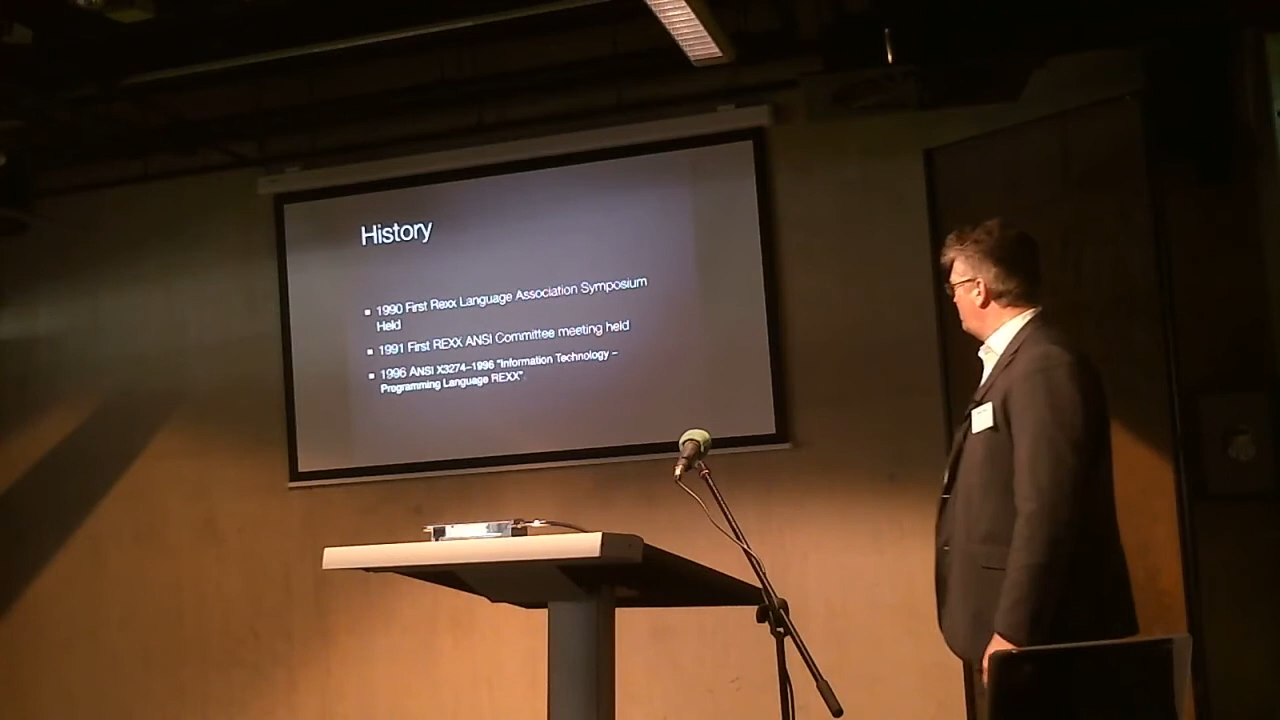 History
1990 First Rexx Language Association Symposium
Held
1991 First REXX ANSI Committee meeting held
1996 ANSI X3274–1996 "Information Technology –
Programming Language REXX"